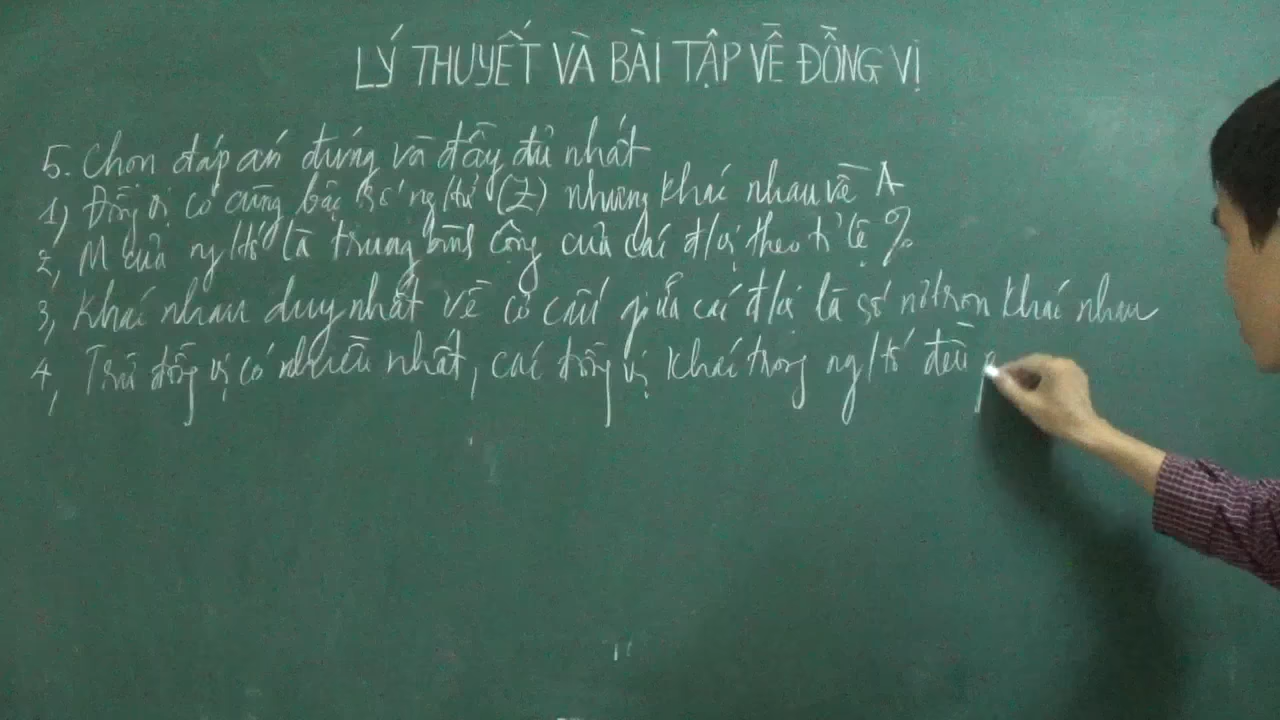 LÝ THUYẾT VÀ BÀI TẬP VỀ ĐỒNG VỊ
5. Chọn đáp án đúng và đầy đủ nhất
1, Đồng vị có cùng bậc số ng/tử (Z) nhưng khác nhau về A
2, M của ng/tố là trung bình cộng của các đ/vị theo tỉ lệ %
3, Khác nhau duy nhất về cơ cấu giữa các đ/vị là số nơtron khác nhau
4, Trừ đồng vị có nhiều nhất, các đồng vị khác trong ng/tố đều